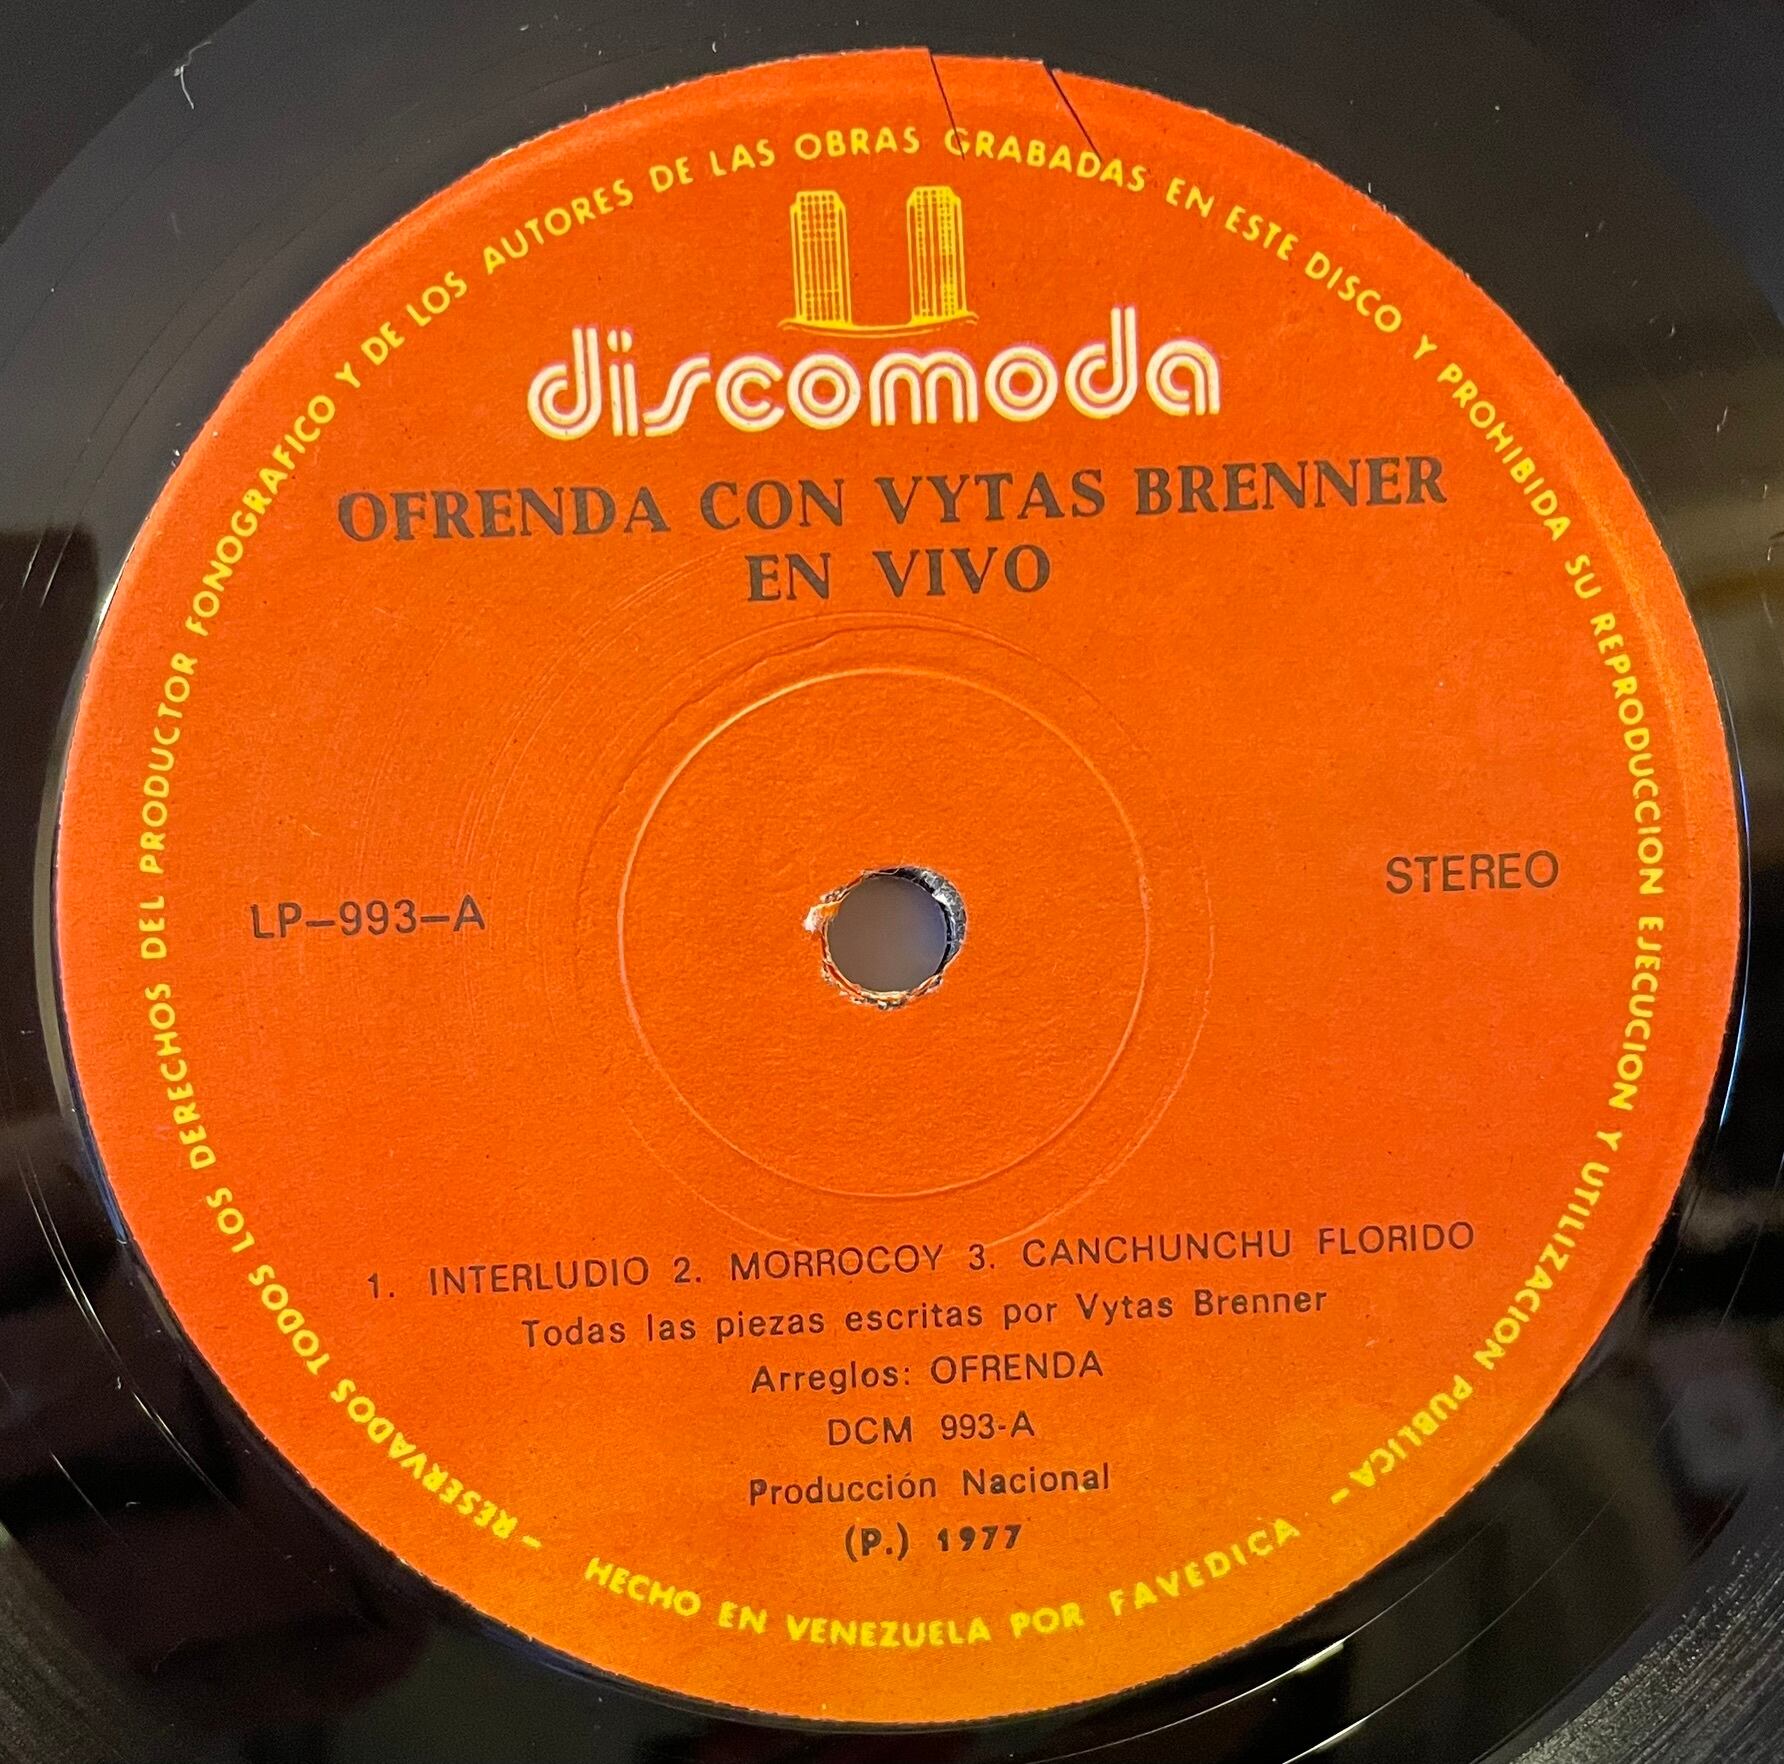 RESERVADOS TODOS LOS DERECHOS DEL PRODUCTOR FONOGRAFICO Y DE LOS AUTORES DE LAS OBRAS GRABADAS EN ESTE DISCO Y PROHIBIDA SU REPRODUCCION EJECUCION Y UTILIZACION PUBLICA -
discomoda
OFRENDA CON VYTAS BRENNER
EN VIVO
LP-993-A
STEREO
1. INTERLUDIO 2. MORROCOY 3. CANCHUNCHU FLORIDO
Todas las piezas escritas por Vytas Brenner
Arreglos: OFRENDA
DCM 993-A
Producción Nacional
(P.) 1977
- HECHO EN VENEZUELA POR FAVEDICA